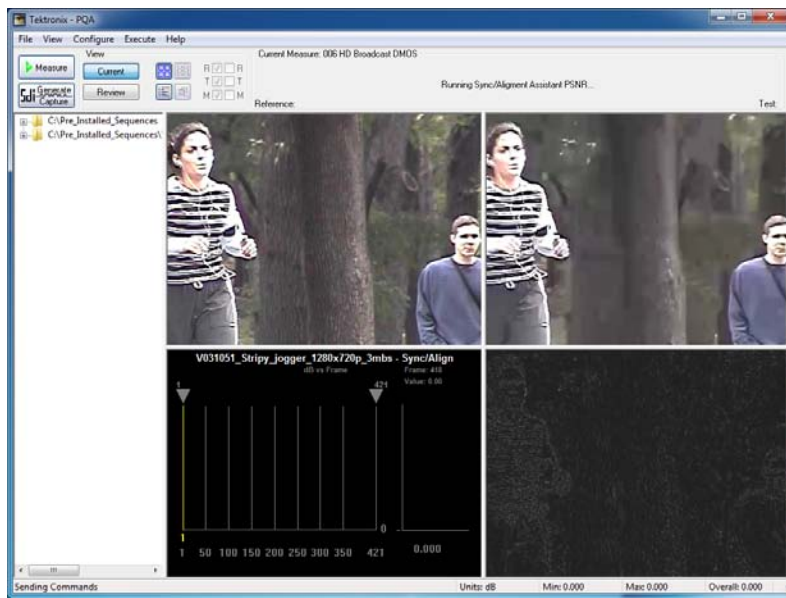 Tektronix - PQA
File View Configure Execute Help
View
Measure
Current
Sdi Generate Capture
Review
R R
T T
M M
Current Measure: 006 HD Broadcast DMOS
Running Sync/Aligment Assistant PSNR...
Reference:
Test:
C:\Pre_Installed_Sequences
C:\Pre_Installed_Sequences\
V031051_Stripy_jogger_1280x720p_3mbs - Sync/Align
dB vs Frame
Frame: 418
Value: 0.00
1
421
0
1
1 50 100 150 200 250 300 350 421
0.000
Sending Commands
Units: dB
Min: 0.000
Max: 0.000
Overall: 0.000